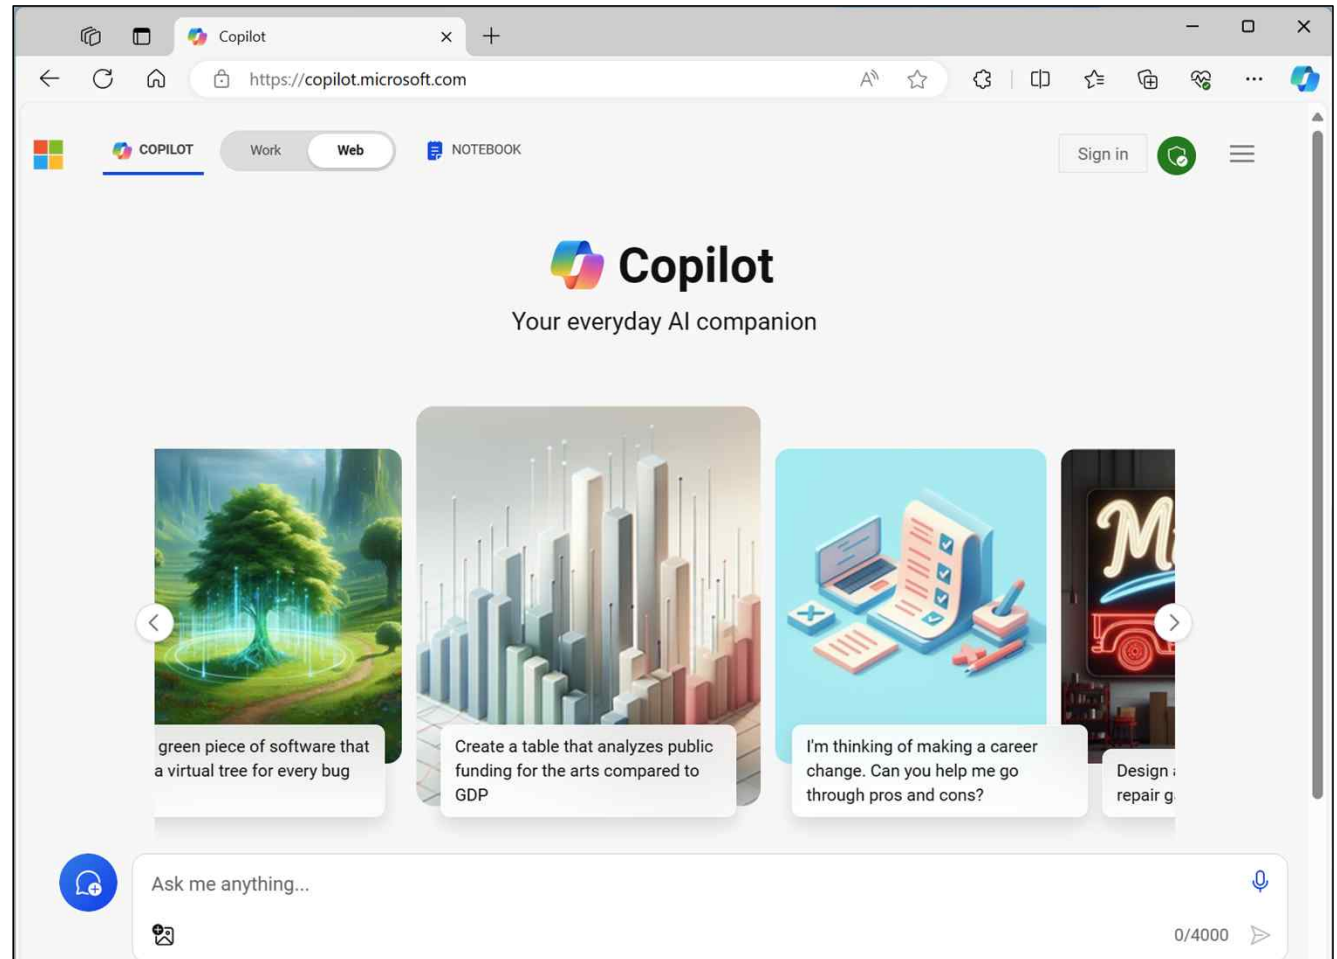 Copilot
https://copilot.microsoft.com
COPILOT
Work
Web
NOTEBOOK
Sign in
Copilot
Your everyday AI companion
green piece of software that
a virtual tree for every bug
Create a table that analyzes public
funding for the arts compared to
GDP
I'm thinking of making a career
change. Can you help me go
through pros and cons?
Design
repair
Ask me anything...
0/4000